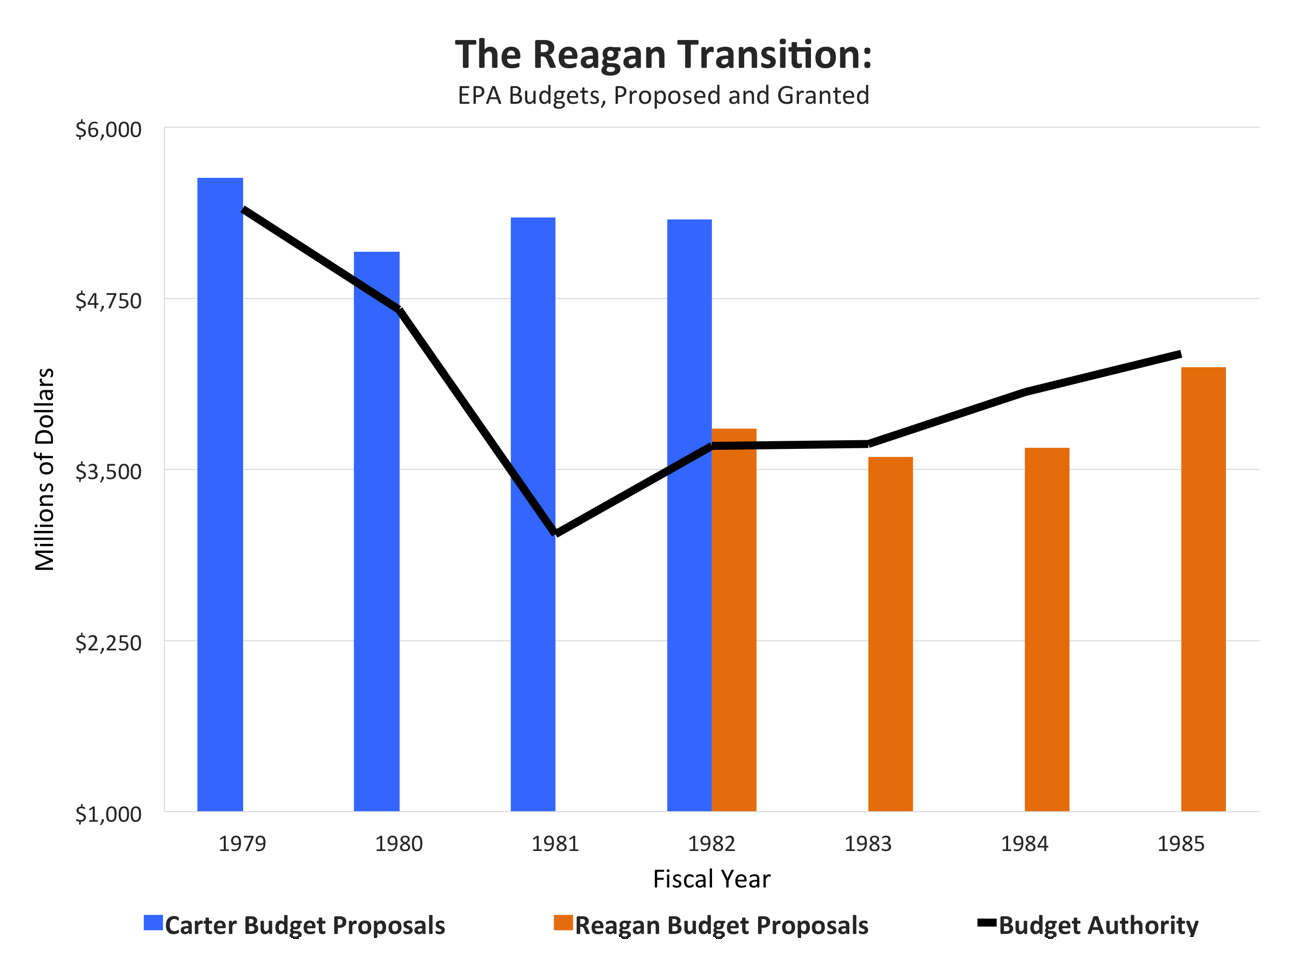 The Reagan Transition:
EPA Budgets, Proposed and Granted
$6,000
$4,750
$3,500
$2,250
$1,000
Millions of Dollars
1979 1980 1981 1982 1983 1984 1985
Fiscal Year
Carter Budget Proposals Reagan Budget Proposals Budget Authority